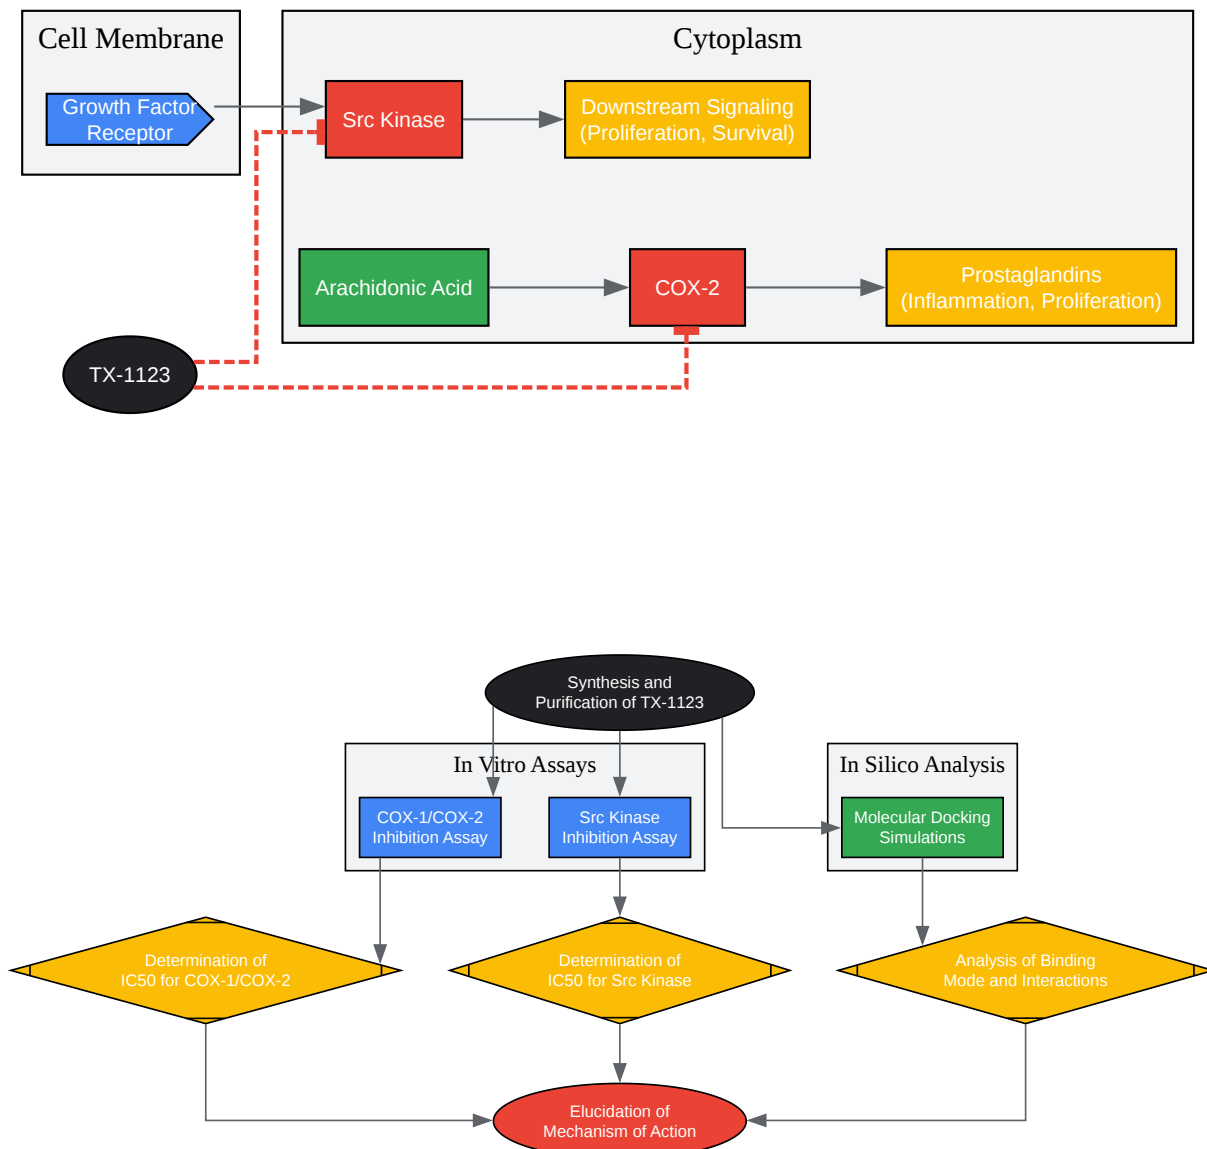 Cell Membrane
Cytoplasm
Growth Factor
Receptor
Src Kinase
Downstream Signaling
(Proliferation, Survival)
Arachidonic Acid
COX-2
Prostaglandins
(Inflammation, Proliferation)
TX-1123
Synthesis and
Purification of TX-1123
In Vitro Assays
In Silico Analysis
COX-1/COX-2
Inhibition Assay
Src Kinase
Inhibition Assay
Molecular Docking
Simulations
Determination of
IC50 for COX-1/COX-2
Determination of
IC50 for Src Kinase
Analysis of Binding
Mode and Interactions
Elucidation of
Mechanism of Action